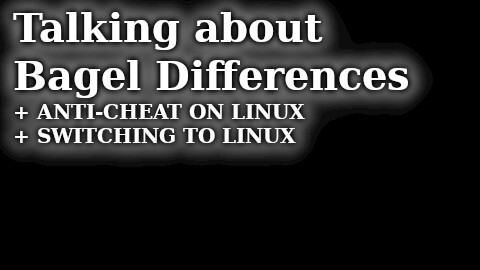 Talking about
Bagel Differences
+ ANTI-CHEAT ON LINUX
+ SWITCHING TO LINUX